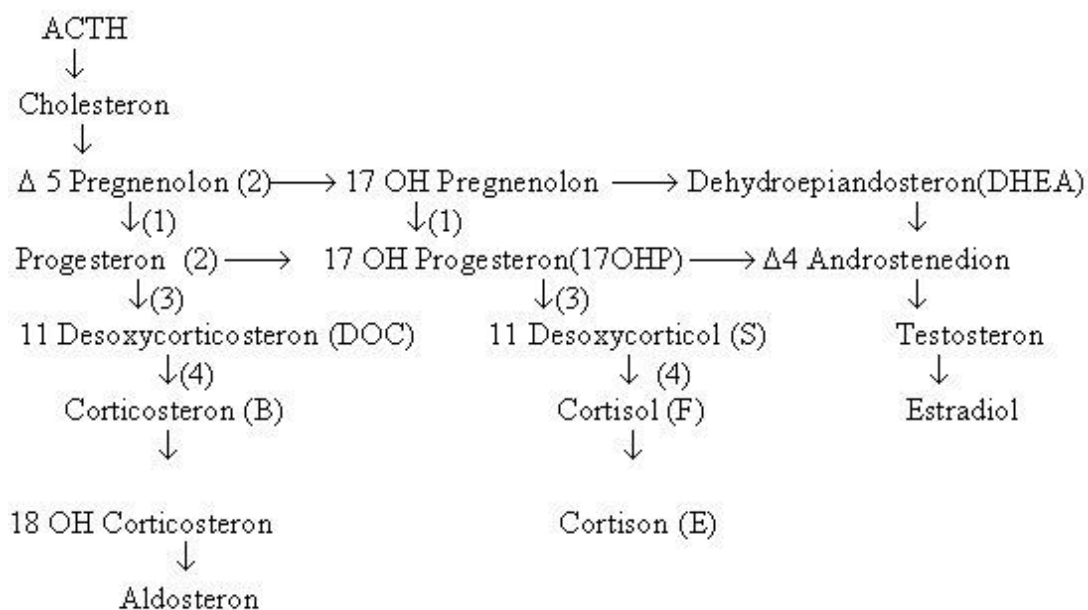 ACTH
Cholesteron
Δ 5 Pregnenolon (2) → 17 OH Pregnenolon → Dehydroepiandosteron(DHEA)
↓(1) ↓(1) ↓
Progesteron (2) → 17 OH Progesteron(17OHP) → Δ4 Androstenedion
↓(3) ↓(3) ↓
11 Desoxycorticosteron (DOC) 11 Desoxycorticol (S) Testosteron
↓(4) ↓ (4) ↓
Corticosteron (B) Cortisol (F) Estradiol
18 OH Corticosteron Cortison (E)
Aldosteron